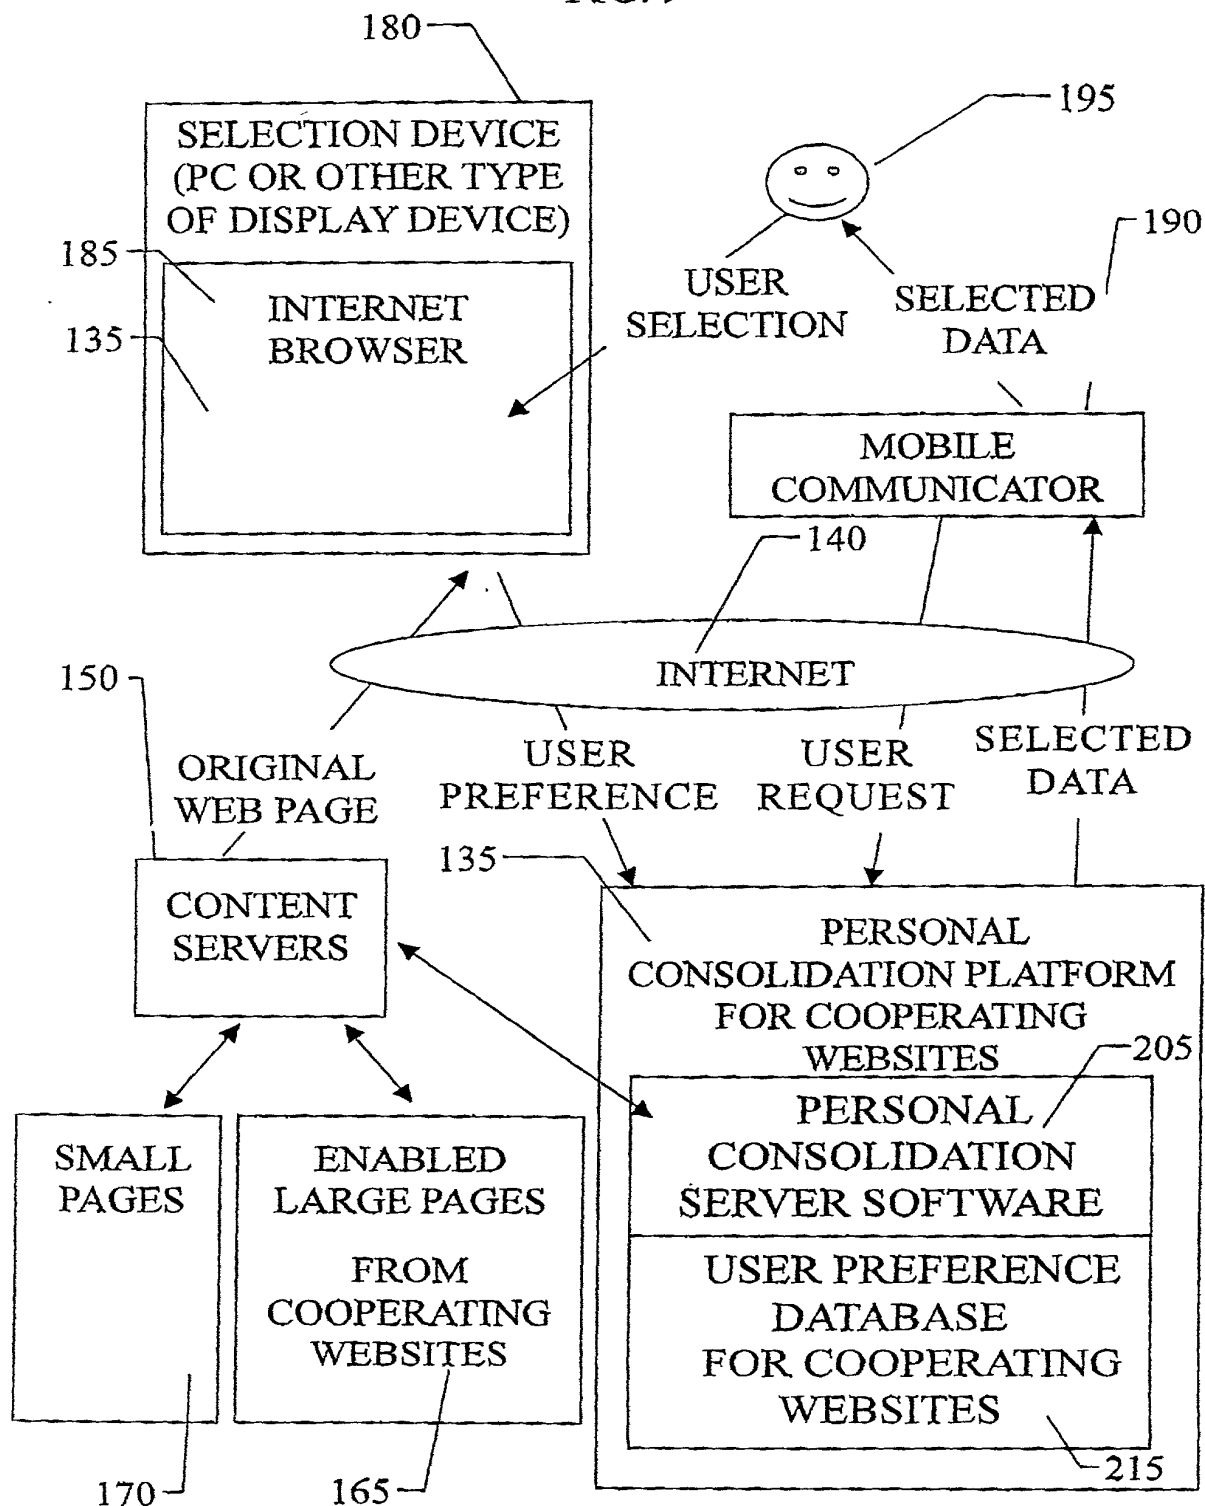 180
195
SELECTION DEVICE
(PC OR OTHER TYPE
OF DISPLAY DEVICE)
190
185
INTERNET
BROWSER
135
USER
SELECTION
SELECTED
DATA
MOBILE
COMMUNICATOR
140
INTERNET
150
ORIGINAL
WEB PAGE
USER
PREFERENCE
USER
REQUEST
SELECTED
DATA
135
CONTENT
SERVERS
PERSONAL
CONSOLIDATION PLATFORM
FOR COOPERATING
WEBSITES
205
PERSONAL
CONSOLIDATION
SERVER SOFTWARE
SMALL
PAGES
ENABLED
LARGE PAGES
FROM
COOPERATING
WEBSITES
USER PREFERENCE
DATABASE
FOR COOPERATING
WEBSITES
170
165
215